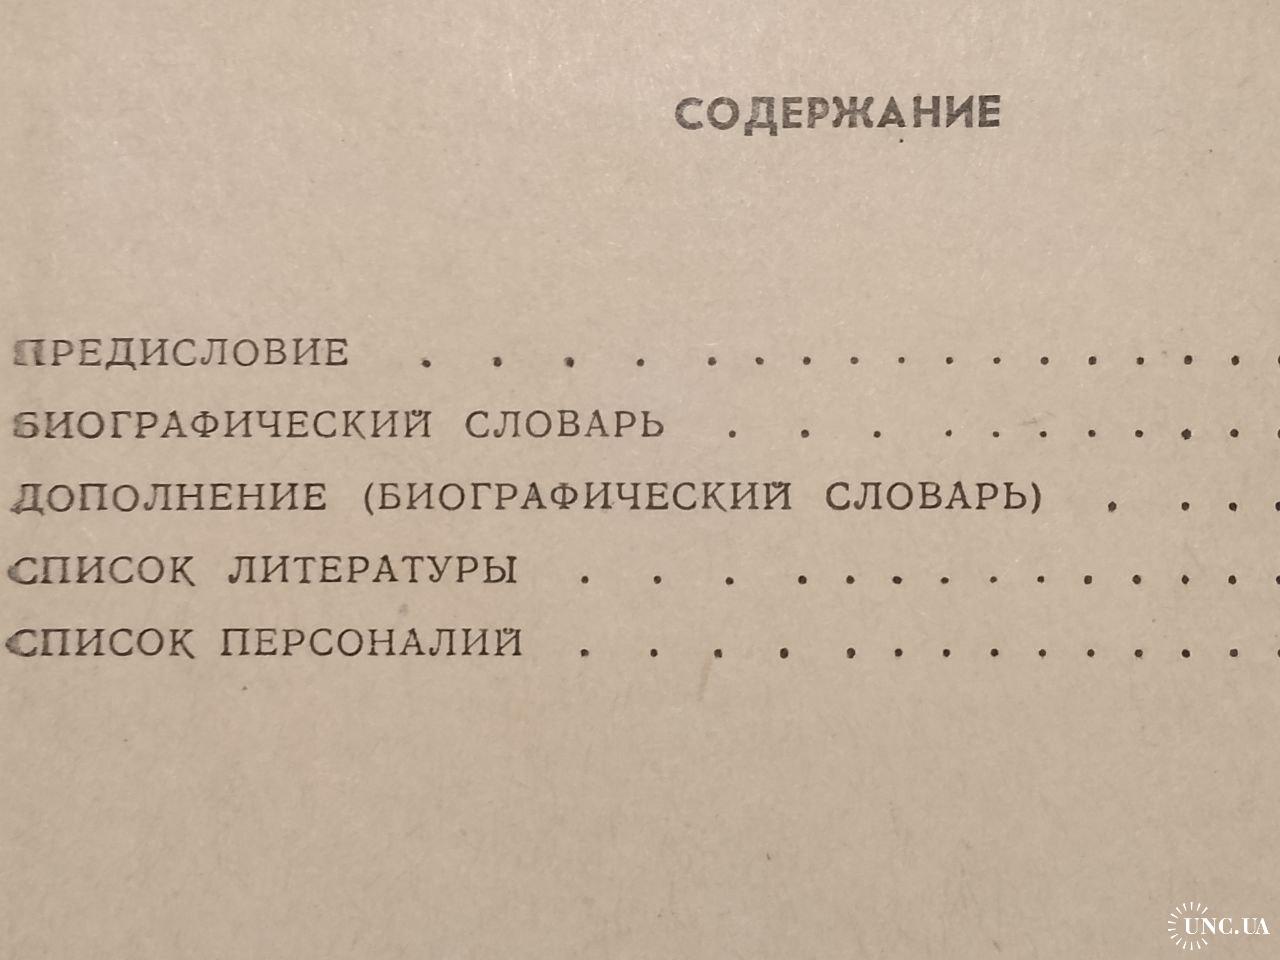 СОДЕРЖАНИЕ
ПРЕДИСЛОВИЕ . . . . . . . . . . . . . . . .
БИОГРАФИЧЕСКИЙ СЛОВАРЬ . . . . . . . . . . .
ДОПОЛНЕНИЕ (БИОГРАФИЧЕСКИЙ СЛОВАРЬ) . . . .
СПИСОК ЛИТЕРАТУРЫ . . . . . . . . . . . . . .
СПИСОК ПЕРСОНАЛИЙ . . . . . . . . . . . . . .
UNC.UA